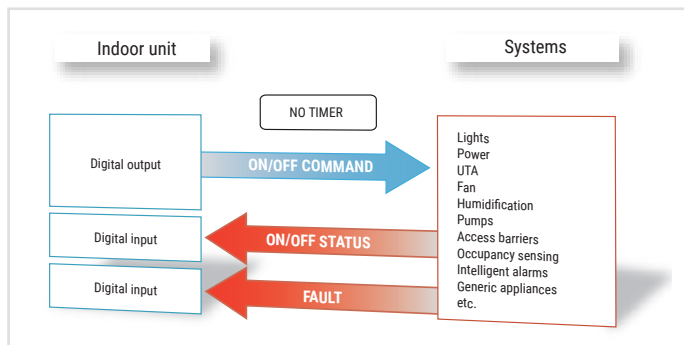 Indoor unit
Systems
NO TIMER
Digital output
ON/OFF COMMAND
Digital input
ON/OFF STATUS
Digital input
FAULT
Lights
Power
UTA
Fan
Humidification
Pumps
Access barriers
Occupancy sensing
Intelligent alarms
Generic appliances
etc.